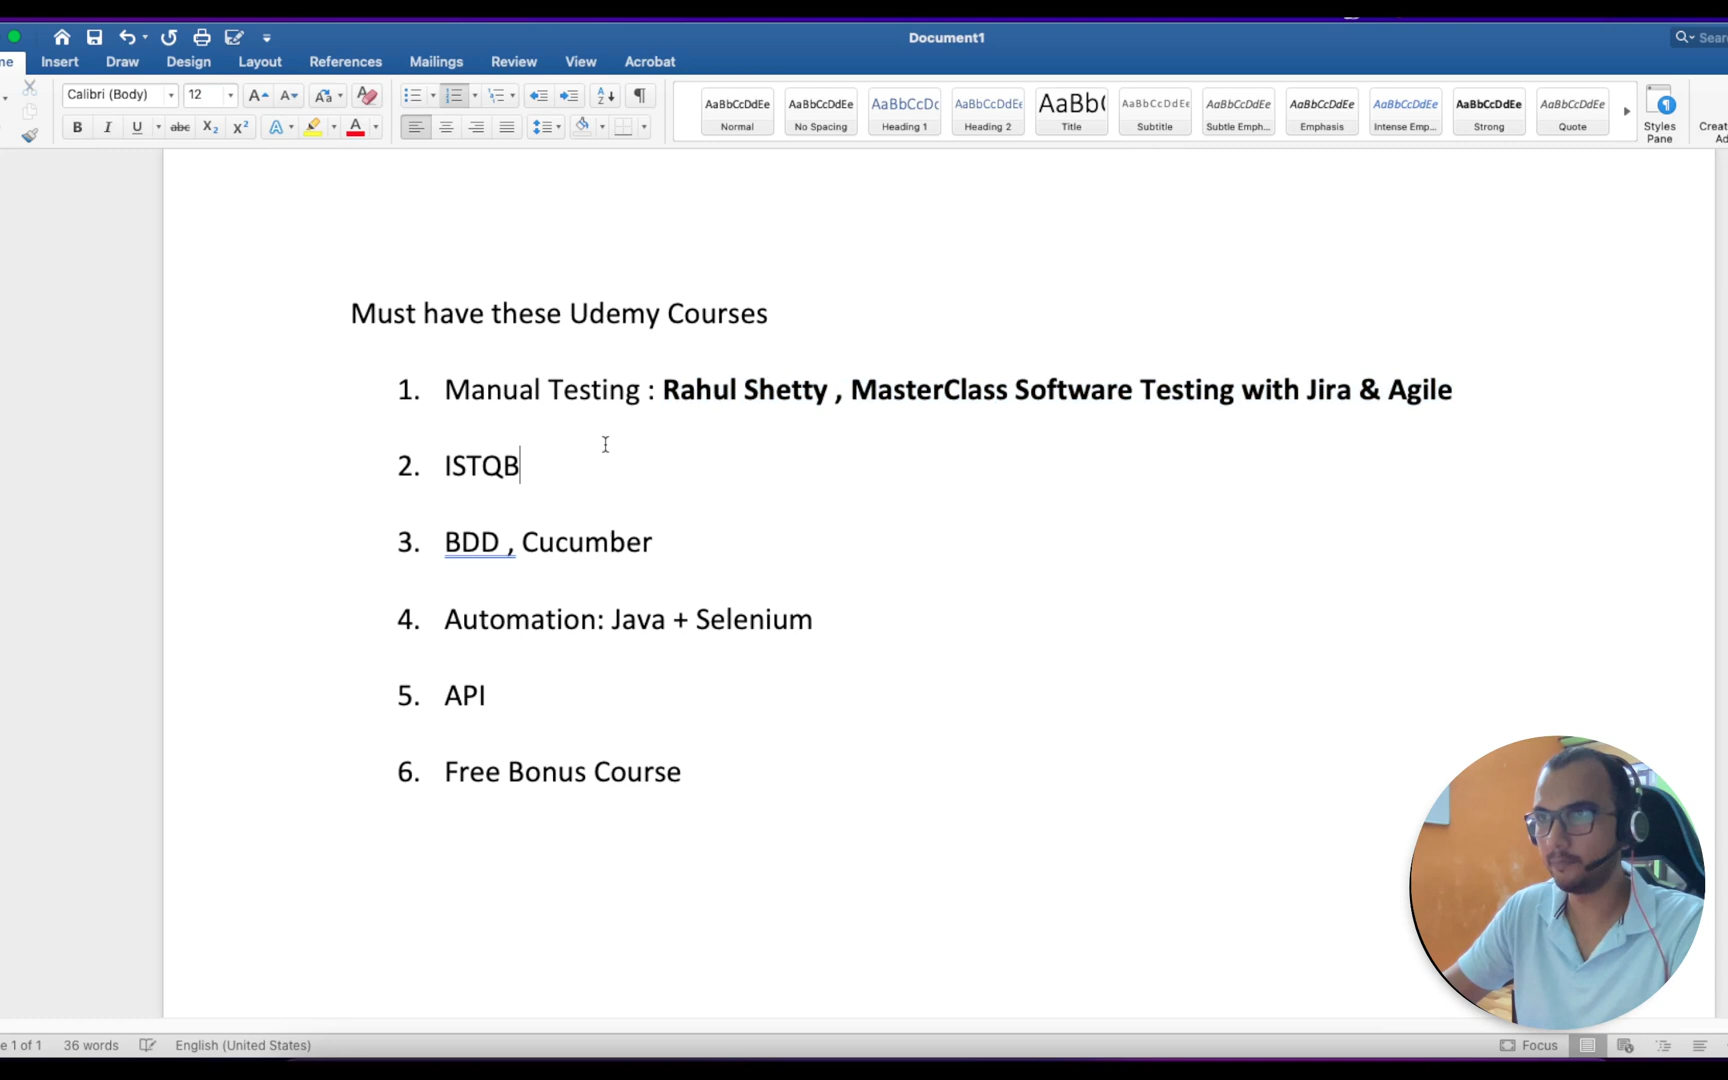 Document1
Sear
me
Insert
Draw
Design
Layout
References
Mailings
Review
View
Acrobat
Calibri (Body)
12
AaBbCcDdEe
AaBbCcDdEe
AaBbCcDc
AaBbCcDdEe
AaBb(
AaBbCcDdEe
AaBbCcDdEe
AaBbCcDdEe
AaBbCcDdEe
AaBbCcDdEe
AaBbCcDdEe
Normal
No Spacing
Heading 1
Heading 2
Title
Subtitle
Subtle Emph...
Emphasis
Intense Emp...
Strong
Quote
Styles
Pane
Creat
Ad
Must have these Udemy Courses
1. Manual Testing : Rahul Shetty , MasterClass Software Testing with Jira & Agile
2. ISTQB
3. BDD , Cucumber
4. Automation: Java + Selenium
5. API
6. Free Bonus Course
e 1 of 1
36 words
English (United States)
Focus